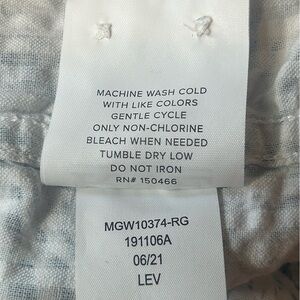 MACHINE WASH COLD
WITH LIKE COLORS
GENTLE CYCLE
ONLY NON-CHLORINE
BLEACH WHEN NEEDED
TUMBLE DRY LOW
DO NOT IRON
RN# 150466
MGW10374-RG
191106A
06/21
LEV